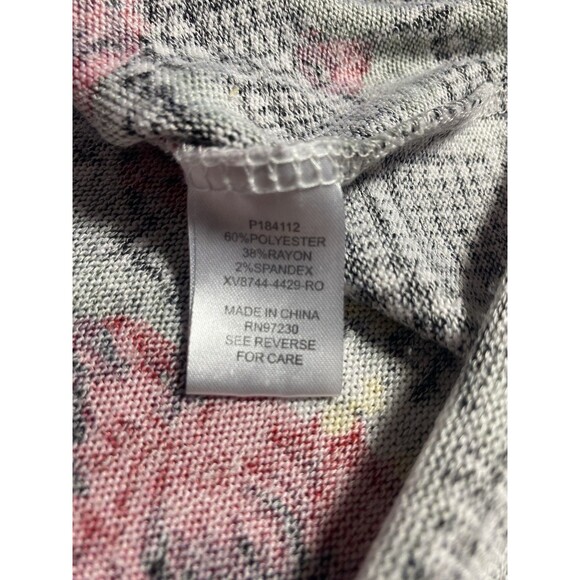 P184112
60%POLYESTER
38%RAYON
2%SPANDEX
XV8744-4429-RO
MADE IN CHINA
RN97230
SEE REVERSE
FOR CARE